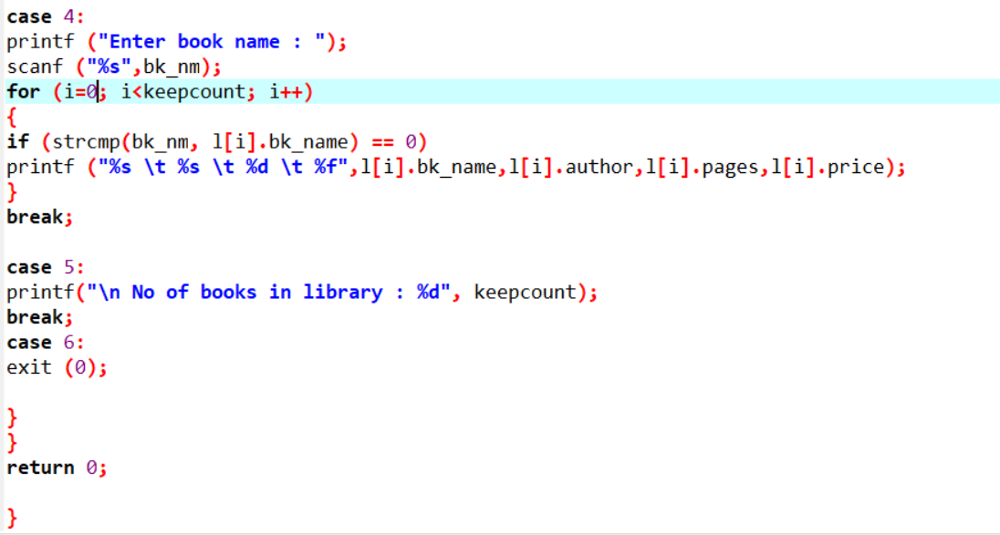 case 4:
printf ("Enter book name : ");
scanf ("%s",bk_nm);
for (i=0; i<keepcount; i++)
{
if (strcmp(bk_nm, l[i].bk_name) == 0)
printf ("%s \t %s \t %d \t %f",l[i].bk_name,l[i].author,l[i].pages,l[i].price);
}
break;
case 5:
printf("\n No of books in library : %d", keepcount);
break;
case 6:
exit (0);
}
}
return 0;
}